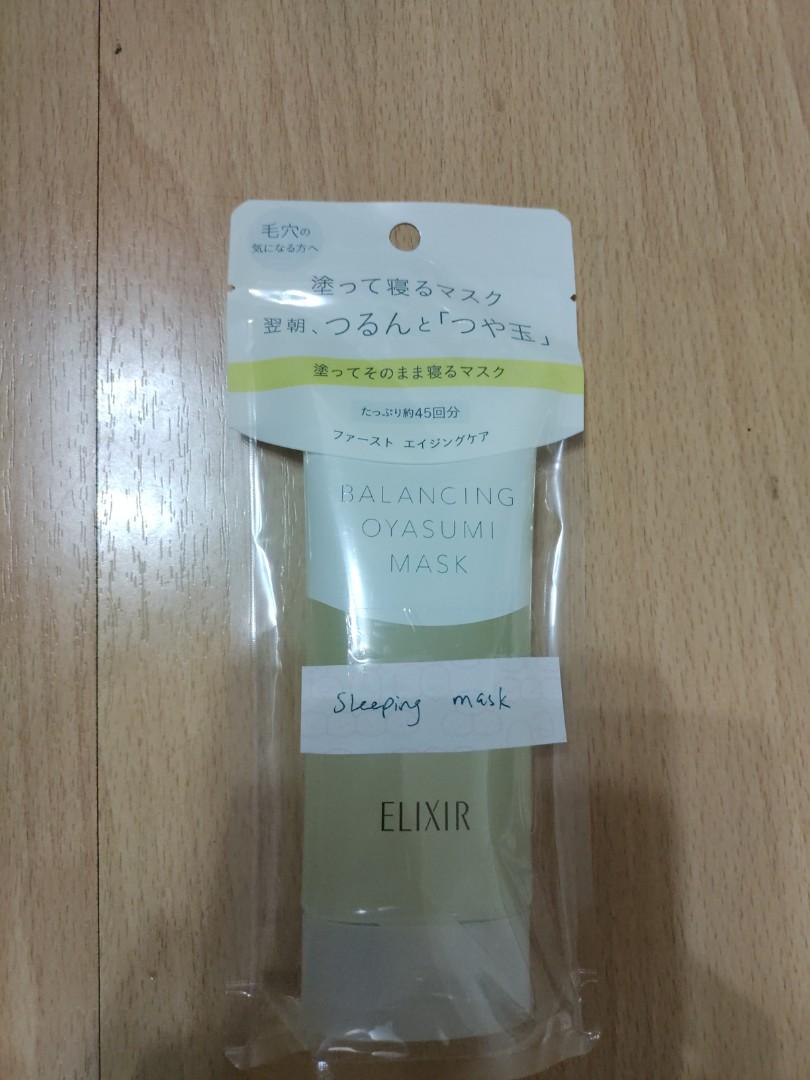 毛穴の
気になる方へ
塗って寝るマスク
翌朝、つるんと「つや玉」
塗ってそのまま寝るマスク
たっぷり約45回分
ファースト エイジングケア
BALANCING
OYASUMI
MASK
Sleeping mask
ELIXIR